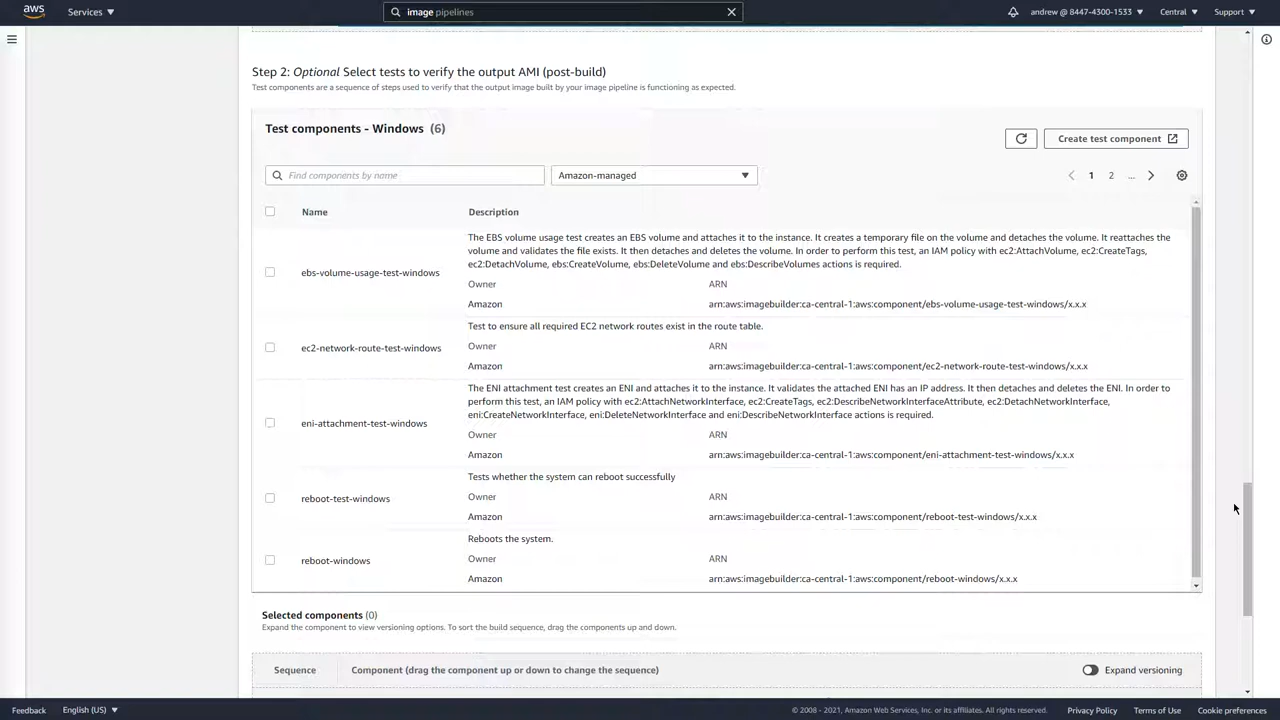 aws
Services
image pipelines
andrew @ 8447-4300-1533
Central
Support
Step 2: Optional Select tests to verify the output AMI (post-build)
Test components are a sequence of steps used to verify that the output image built by your image pipeline is functioning as expected.
Test components - Windows (6)
Create test component
Find components by name
Amazon-managed
1 2 ...
Name Description
ebs-volume-usage-test-windows
The EBS volume usage test creates an EBS volume and attaches it to the instance. It creates a temporary file on the volume and detaches the volume. It reattaches the
volume and validates the file exists. It then detaches and deletes the volume. In order to perform this test, an IAM policy with ec2:AttachVolume, ec2:CreateTags,
ec2:DetachVolume, ebs:CreateVolume, ebs:DeleteVolume and ebs:DescribeVolumes actions is required.
Owner ARN
Amazon arn:aws:imagebuilder:ca-central-1:aws:component/ebs-volume-usage-test-windows/x.x.x
ec2-network-route-test-windows
Test to ensure all required EC2 network routes exist in the route table.
Owner ARN
Amazon arn:aws:imagebuilder:ca-central-1:aws:component/ec2-network-route-test-windows/x.x.x
eni-attachment-test-windows
The ENI attachment test creates an ENI and attaches it to the instance. It validates the attached ENI has an IP address. It then detaches and deletes the ENI. In order to
perform this test, an IAM policy with ec2:AttachNetworkInterface, ec2:CreateTags, ec2:DescribeNetworkInterfaceAttribute, ec2:DetachNetworkInterface,
eni:CreateNetworkInterface, eni:DeleteNetworkInterface and eni:DescribeNetworkInterface actions is required.
Owner ARN
Amazon arn:aws:imagebuilder:ca-central-1:aws:component/eni-attachment-test-windows/x.x.x
reboot-test-windows
Tests whether the system can reboot successfully
Owner ARN
Amazon arn:aws:imagebuilder:ca-central-1:aws:component/reboot-test-windows/x.x.x
reboot-windows
Reboots the system.
Owner ARN
Amazon arn:aws:imagebuilder:ca-central-1:aws:component/reboot-windows/x.x.x
Selected components (0)
Expand the component to view versioning options. To sort the build sequence, drag the components up and down.
Sequence Component (drag the component up or down to change the sequence) Expand versioning
Feedback English (US) © 2008 - 2021, Amazon Web Services, Inc. or its affiliates. All rights reserved. Privacy Policy Terms of Use Cookie preferences